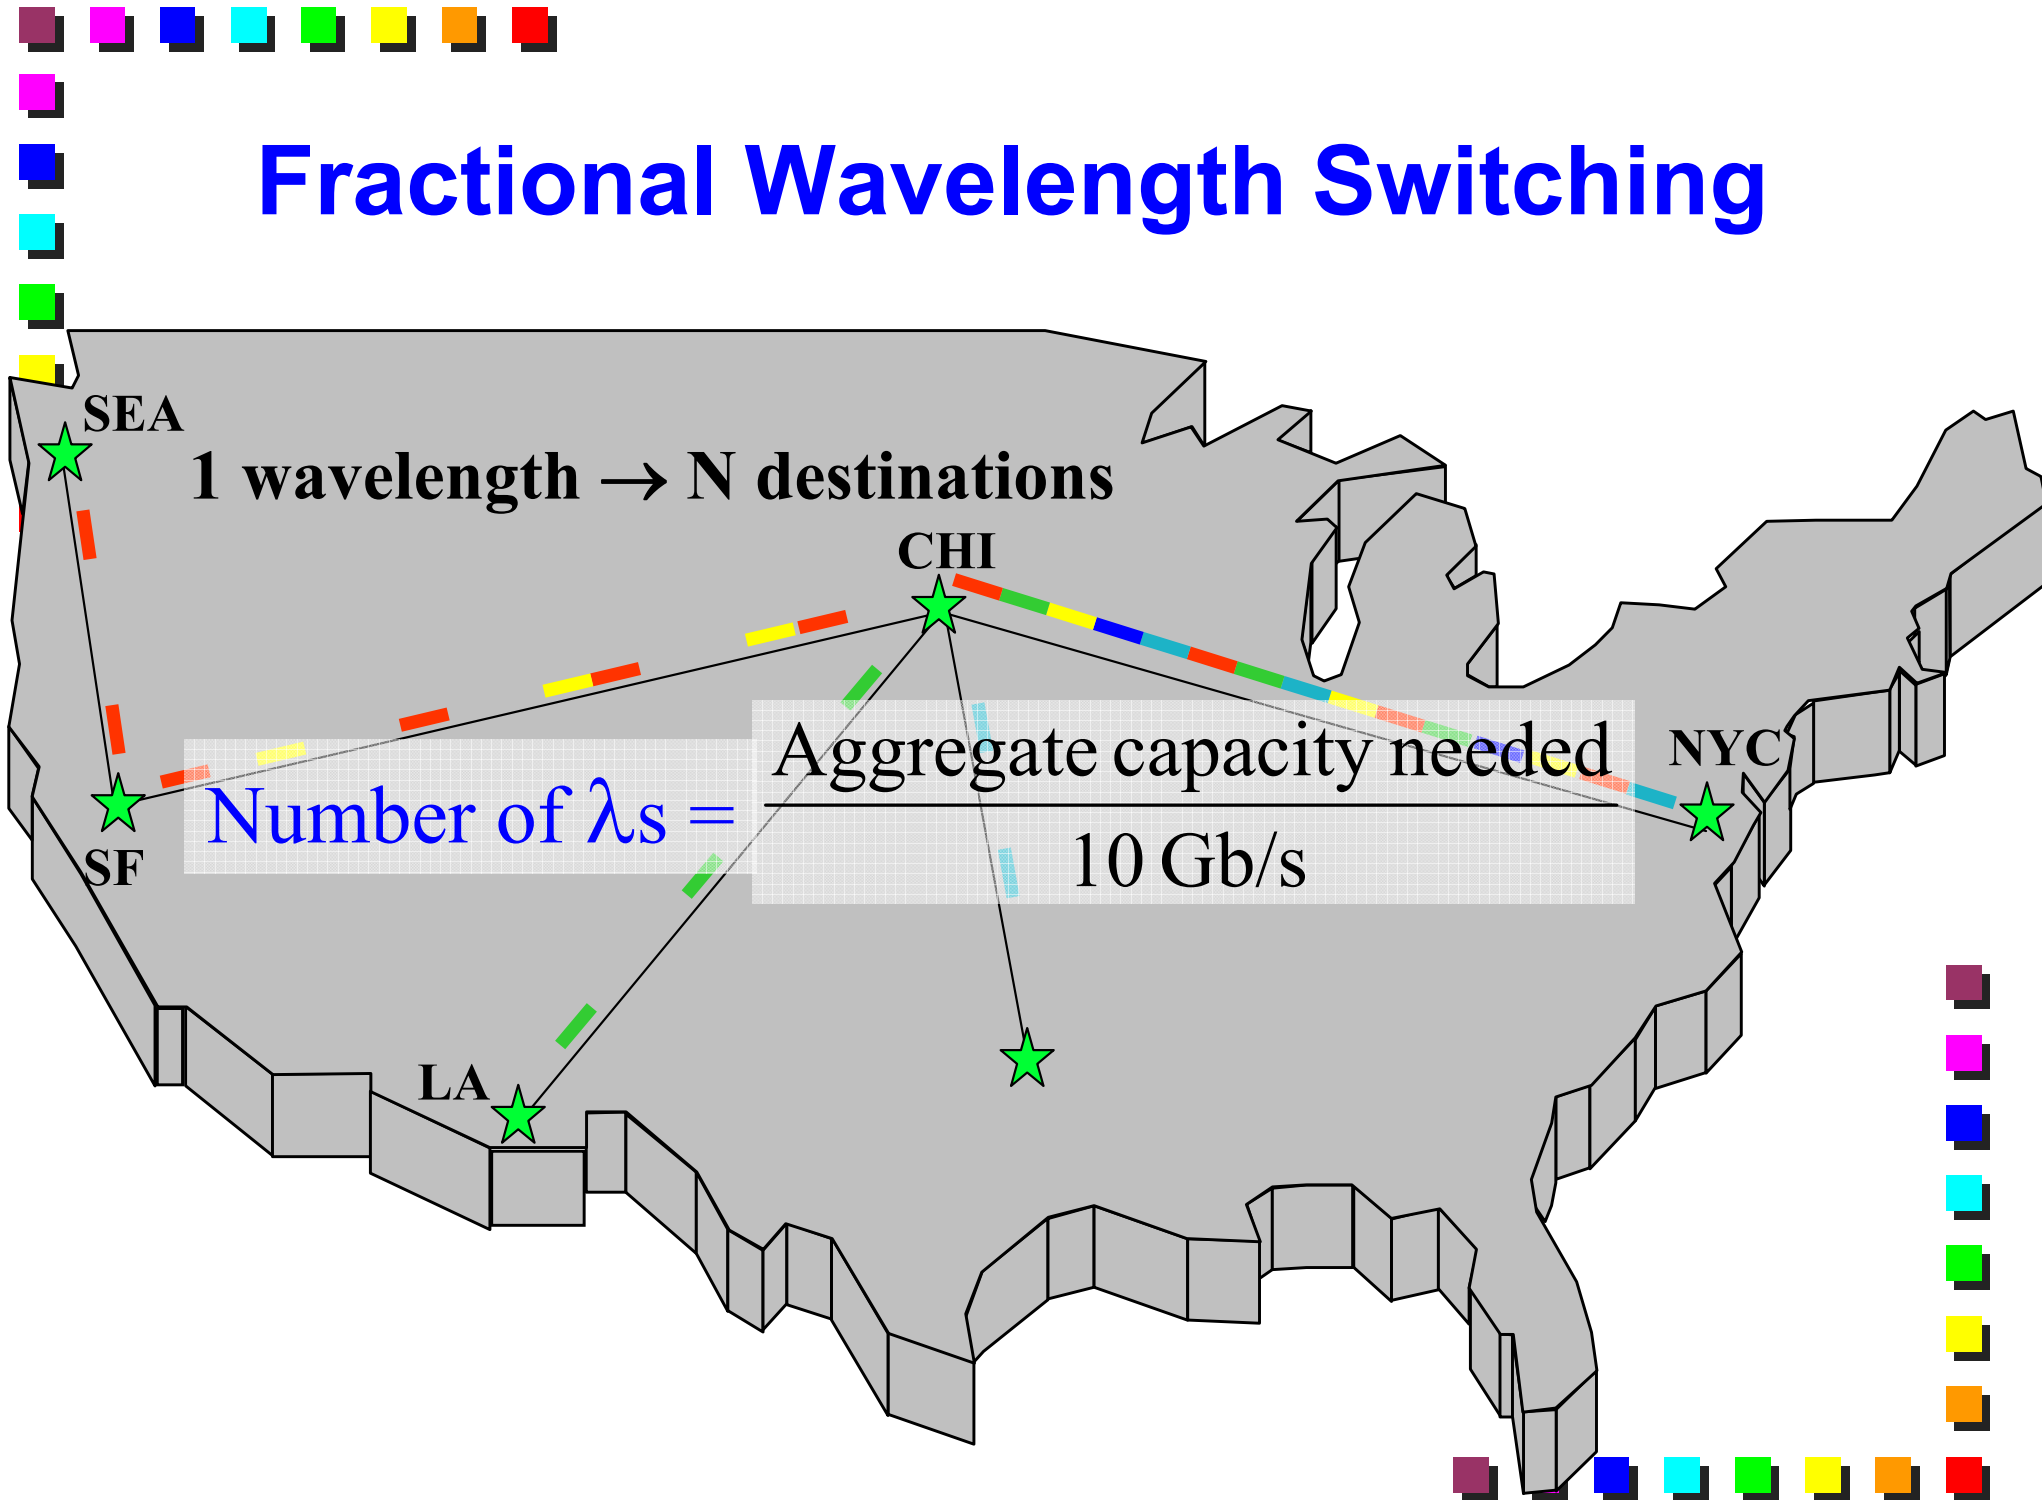 Fractional Wavelength Switching
SEA
1 wavelength → N destinations
CHI
Aggregate capacity needed
NYC
Number of λs =
10 Gb/s
SF
LA